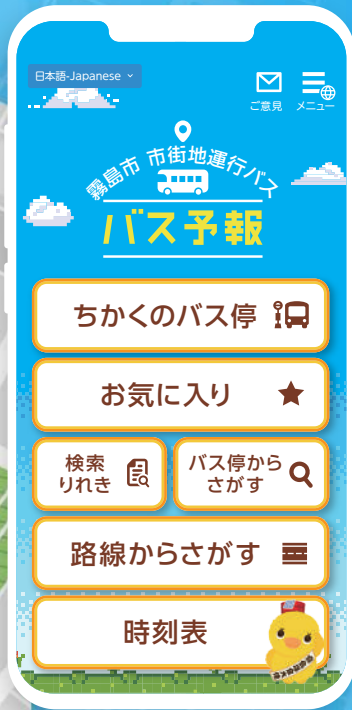 日本語-Japanese
ご意見 メニュー
霧島市 市街地運行バス
バス予報
ちかくのバス停
お気に入り
検索
りれき
バス停から
さがす
路線からさがす
時刻表